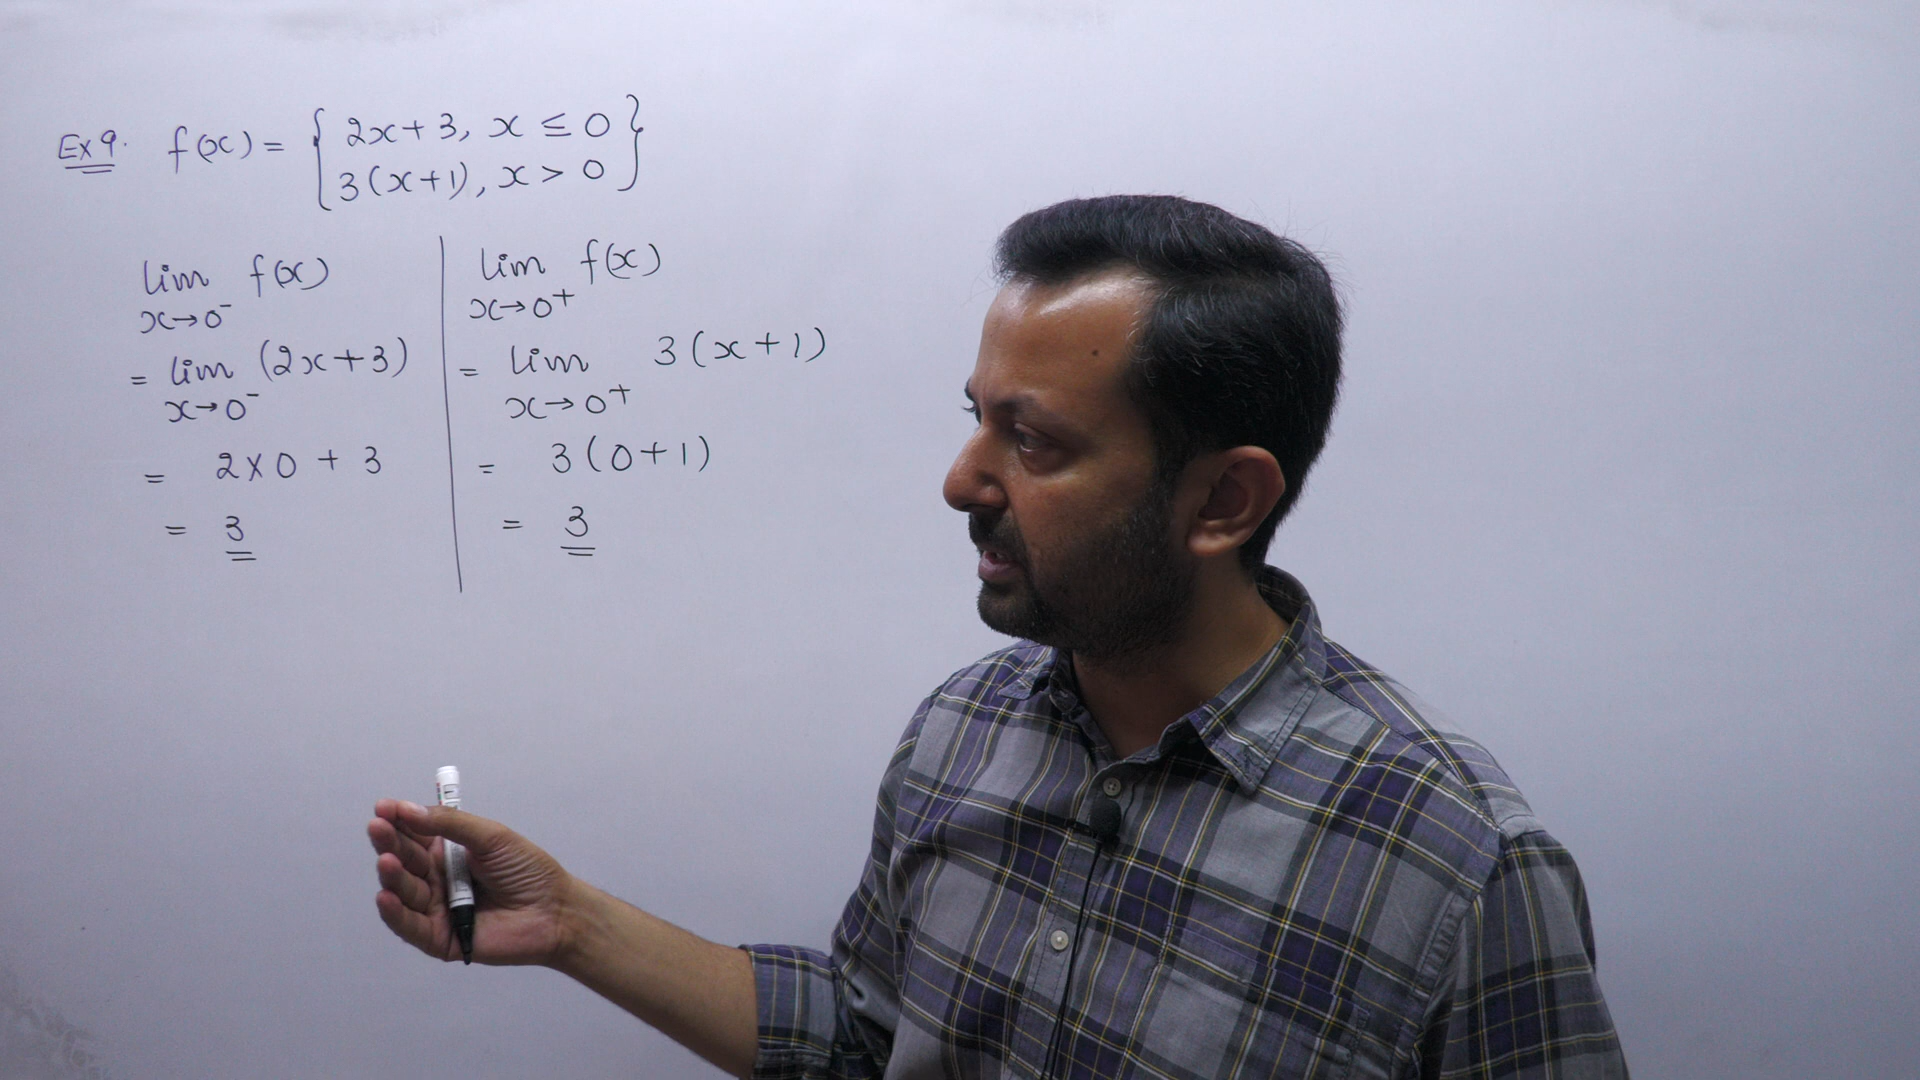 Ex 9. f(x) = { 2x+3, x ≤ 0
3(x+1), x > 0 }
lim f(x)
x→0⁻
= lim (2x+3)
x→0⁻
= 2×0 + 3
= 3
lim f(x)
x→0⁺
= lim 3(x+1)
x→0⁺
= 3(0+1)
= 3